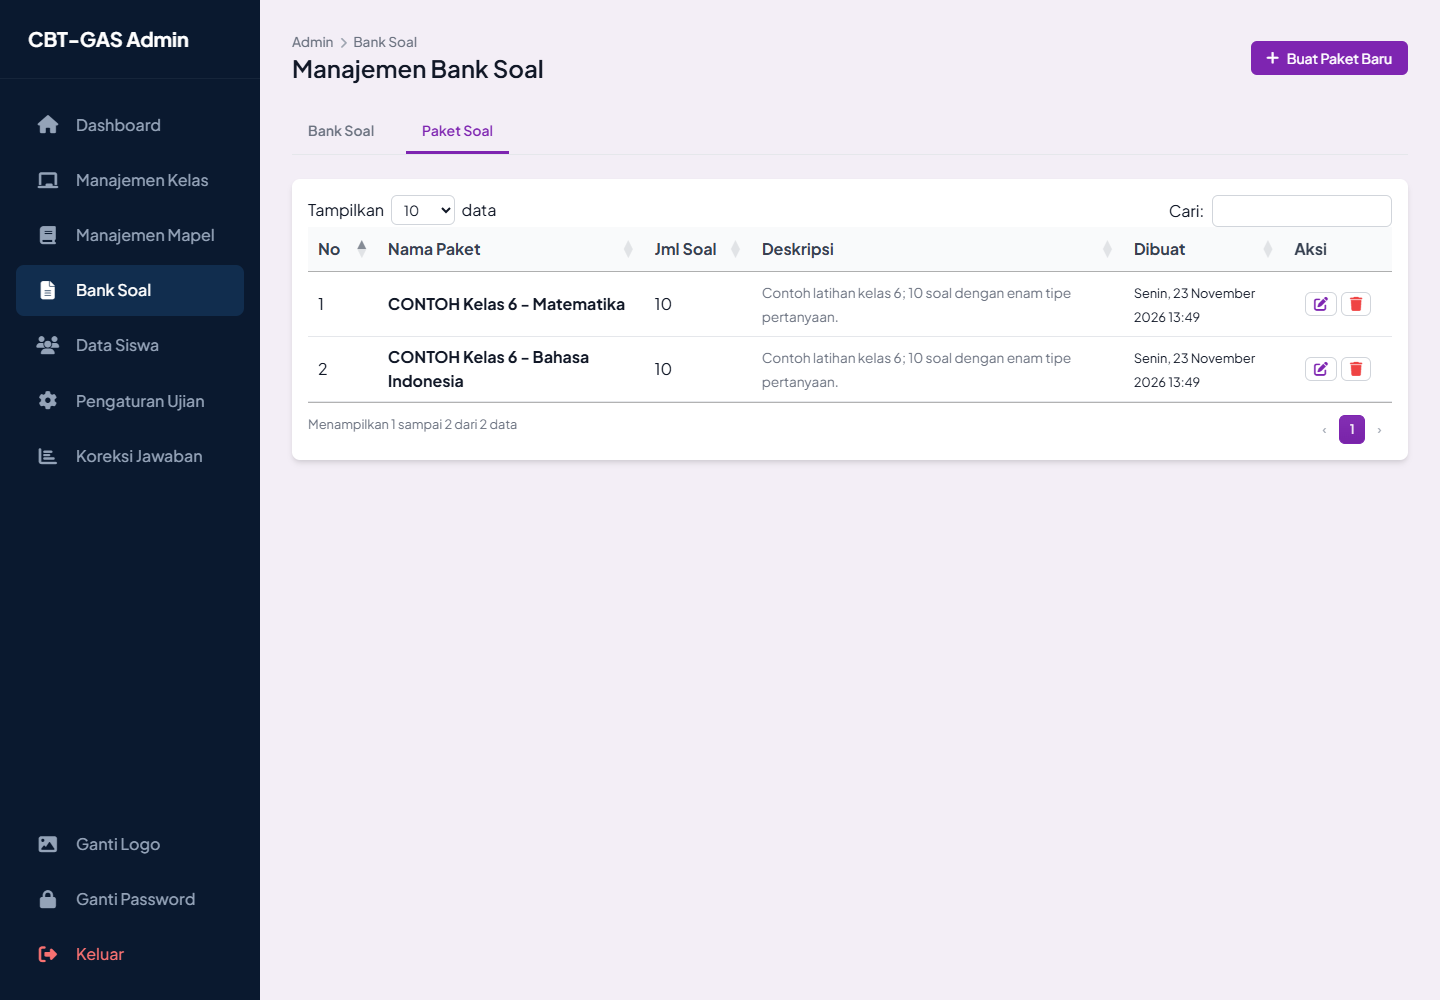 CBT-GAS Admin
Dashboard
Manajemen Kelas
Manajemen Mapel
Bank Soal
Data Siswa
Pengaturan Ujian
Koreksi Jawaban
Ganti Logo
Ganti Password
Keluar
Admin > Bank Soal
Manajemen Bank Soal
+ Buat Paket Baru
Bank Soal
Paket Soal
Tampilkan 10 data
Cari:
No Nama Paket Jml Soal Deskripsi Dibuat Aksi
1 CONTOH Kelas 6 - Matematika 10 Contoh latihan kelas 6; 10 soal dengan enam tipe Senin, 23 November
pertanyaan. 2026 13:49
2 CONTOH Kelas 6 - Bahasa 10 Contoh latihan kelas 6; 10 soal dengan enam tipe Senin, 23 November
Indonesia pertanyaan. 2026 13:49
Menampilkan 1 sampai 2 dari 2 data
‹ 1 ›